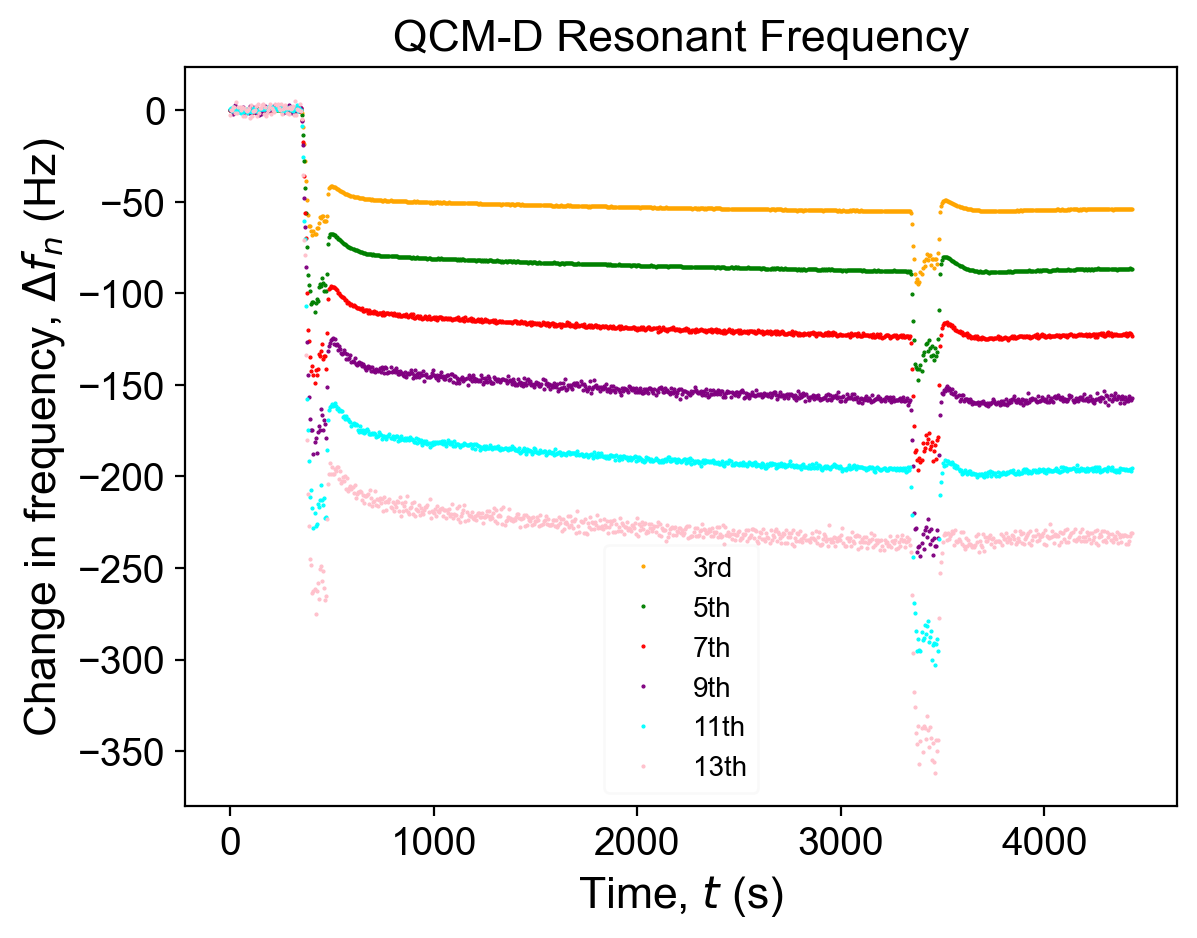 QCM-D Resonant Frequency
Change in frequency, Δfₙ (Hz)
0
−50
−100
−150
−200
−250
−300
−350
3rd
5th
7th
9th
11th
13th
0 1000 2000 3000 4000
Time, t (s)